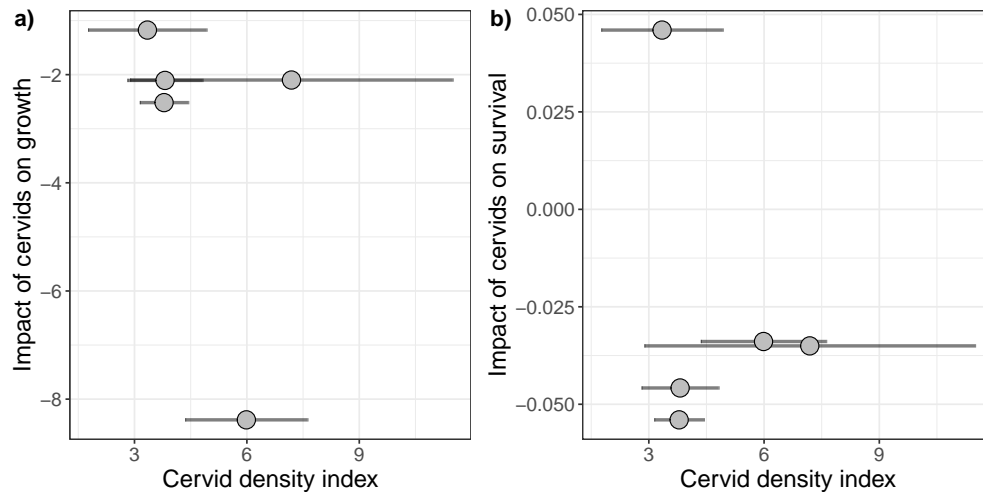 a)
Impact of cervids on growth
−2
−4
−6
−8
3
6
9
Cervid density index
b)
Impact of cervids on survival
0.050
0.025
0.000
−0.025
−0.050
3
6
9
Cervid density index